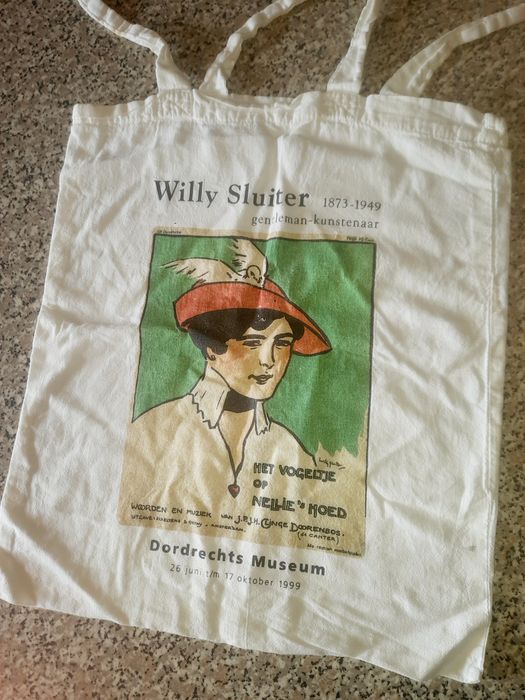 Willy Sluiter 1873-1949
gentleman-kunstenaar
HET VOGELTJE
OP
NELLIE'S HOED
WOORDEN EN MUZIEK VAN J.P.J.H. CLINGE DOORENBOS.
AMSTERDAM.
Dordrechts Museum
26 juni t/m 17 oktober 1999